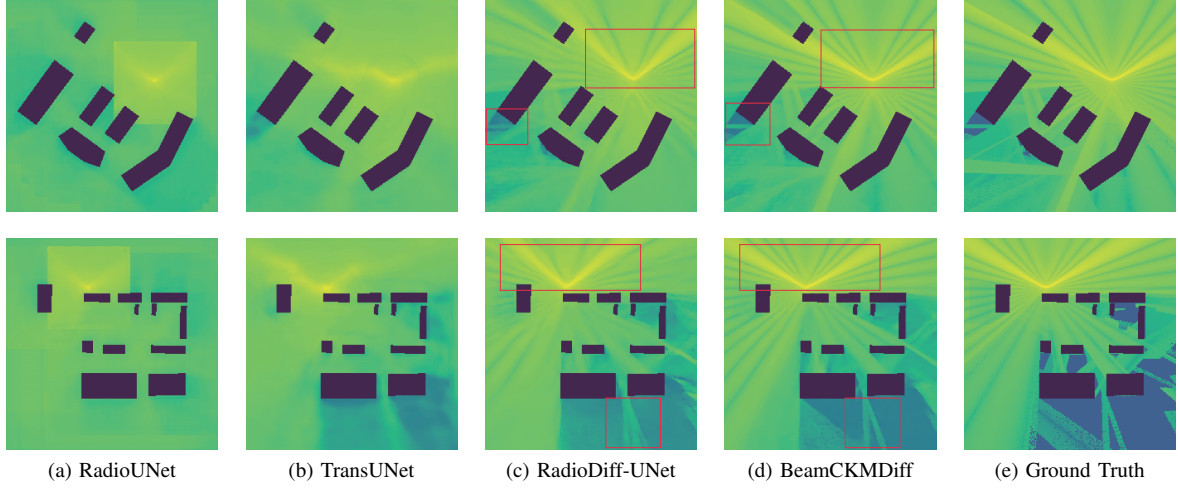 (a) RadioUNet
(b) TransUNet
(c) RadioDiff-UNet
(d) BeamCKMDiff
(e) Ground Truth